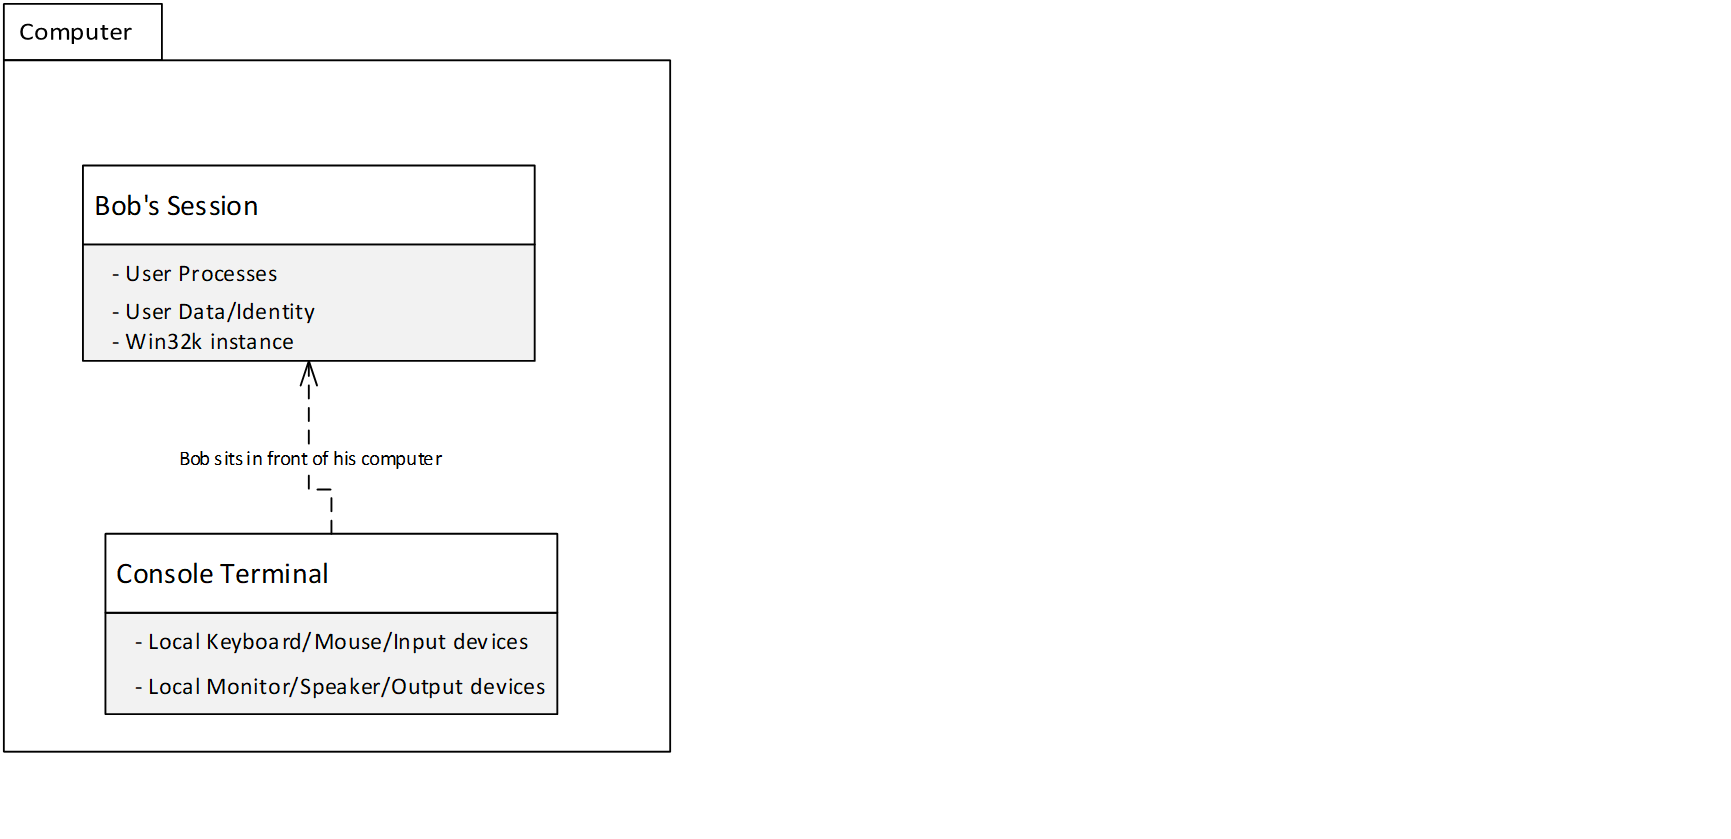 Computer
Bob's Session
- User Processes
- User Data/Identity
- Win32k instance
Bob sits in front of his computer
Console Terminal
- Local Keyboard/Mouse/Input devices
- Local Monitor/Speaker/Output devices